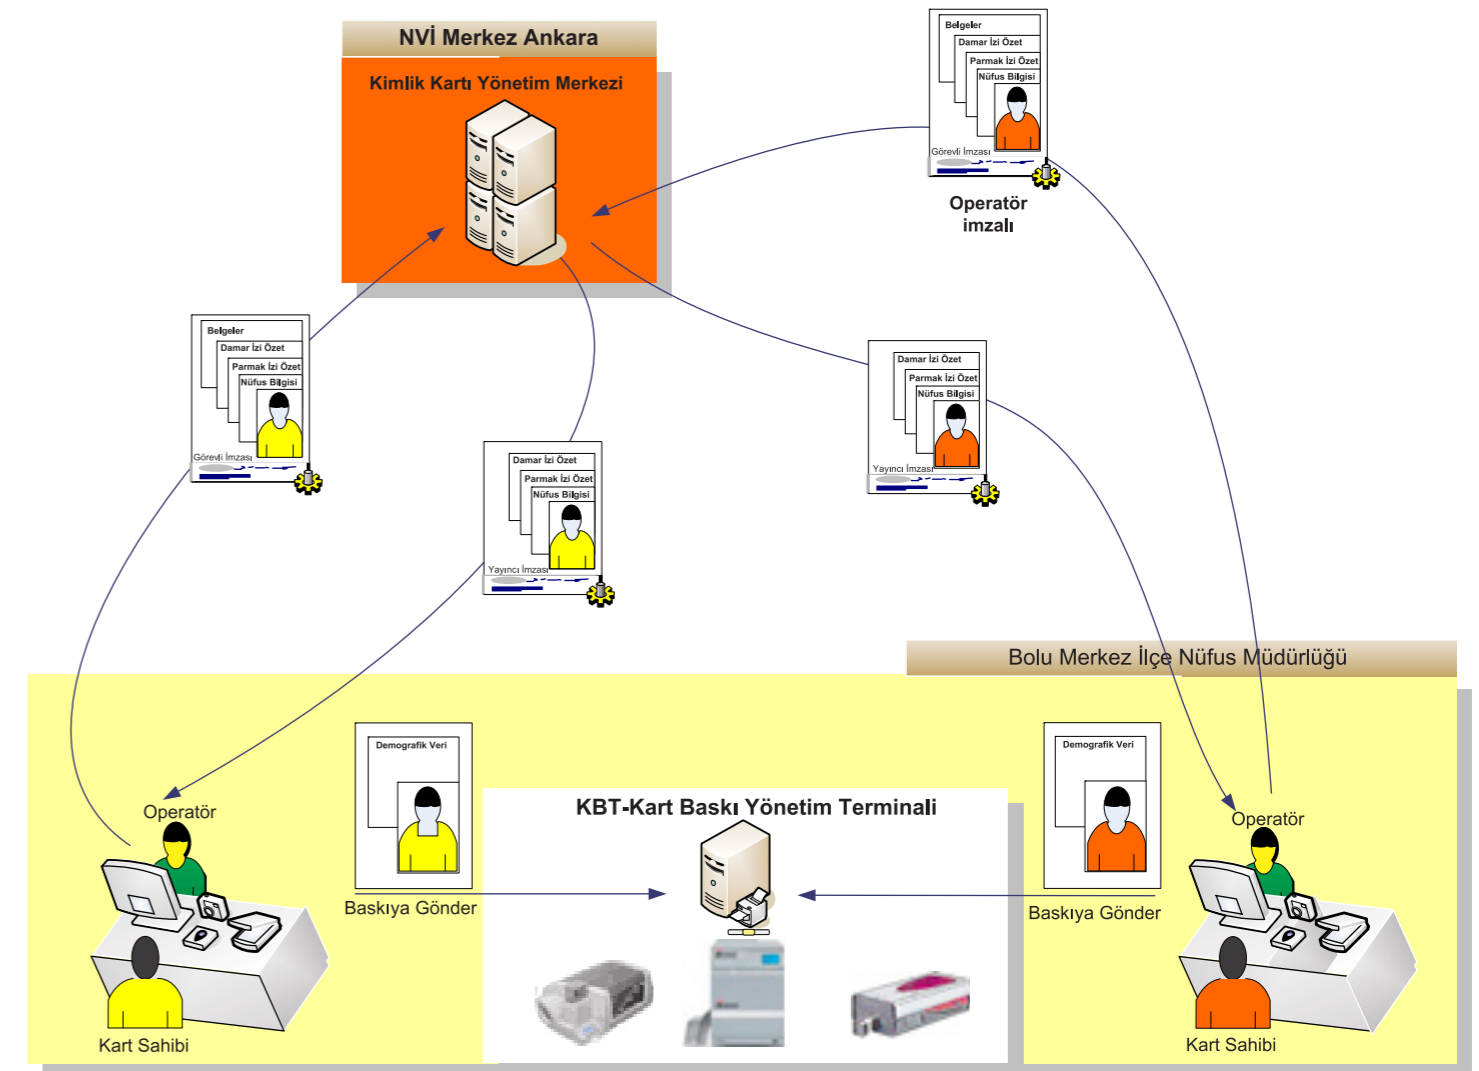 NVİ Merkez Ankara
Kimlik Kartı Yönetim Merkezi
Belgeler
Damar İzi Özet
Parmak İzi Özet
Nüfus Bilgisi
Görevli İmzası
Operatör
imzalı
Belgeler
Damar İzi Özet
Parmak İzi Özet
Nüfus Bilgisi
Görevli İmzası
Damar İzi Özet
Parmak İzi Özet
Nüfus Bilgisi
Yayıncı İmzası
Damar İzi Özet
Parmak İzi Özet
Nüfus Bilgisi
Yayıncı İmzası
Bolu Merkez İlçe Nüfus Müdürlüğü
Demografik Veri
Demografik Veri
Operatör
KBT-Kart Baskı Yönetim Terminali
Operatör
Baskıya Gönder
Baskıya Gönder
Kart Sahibi
Kart Sahibi